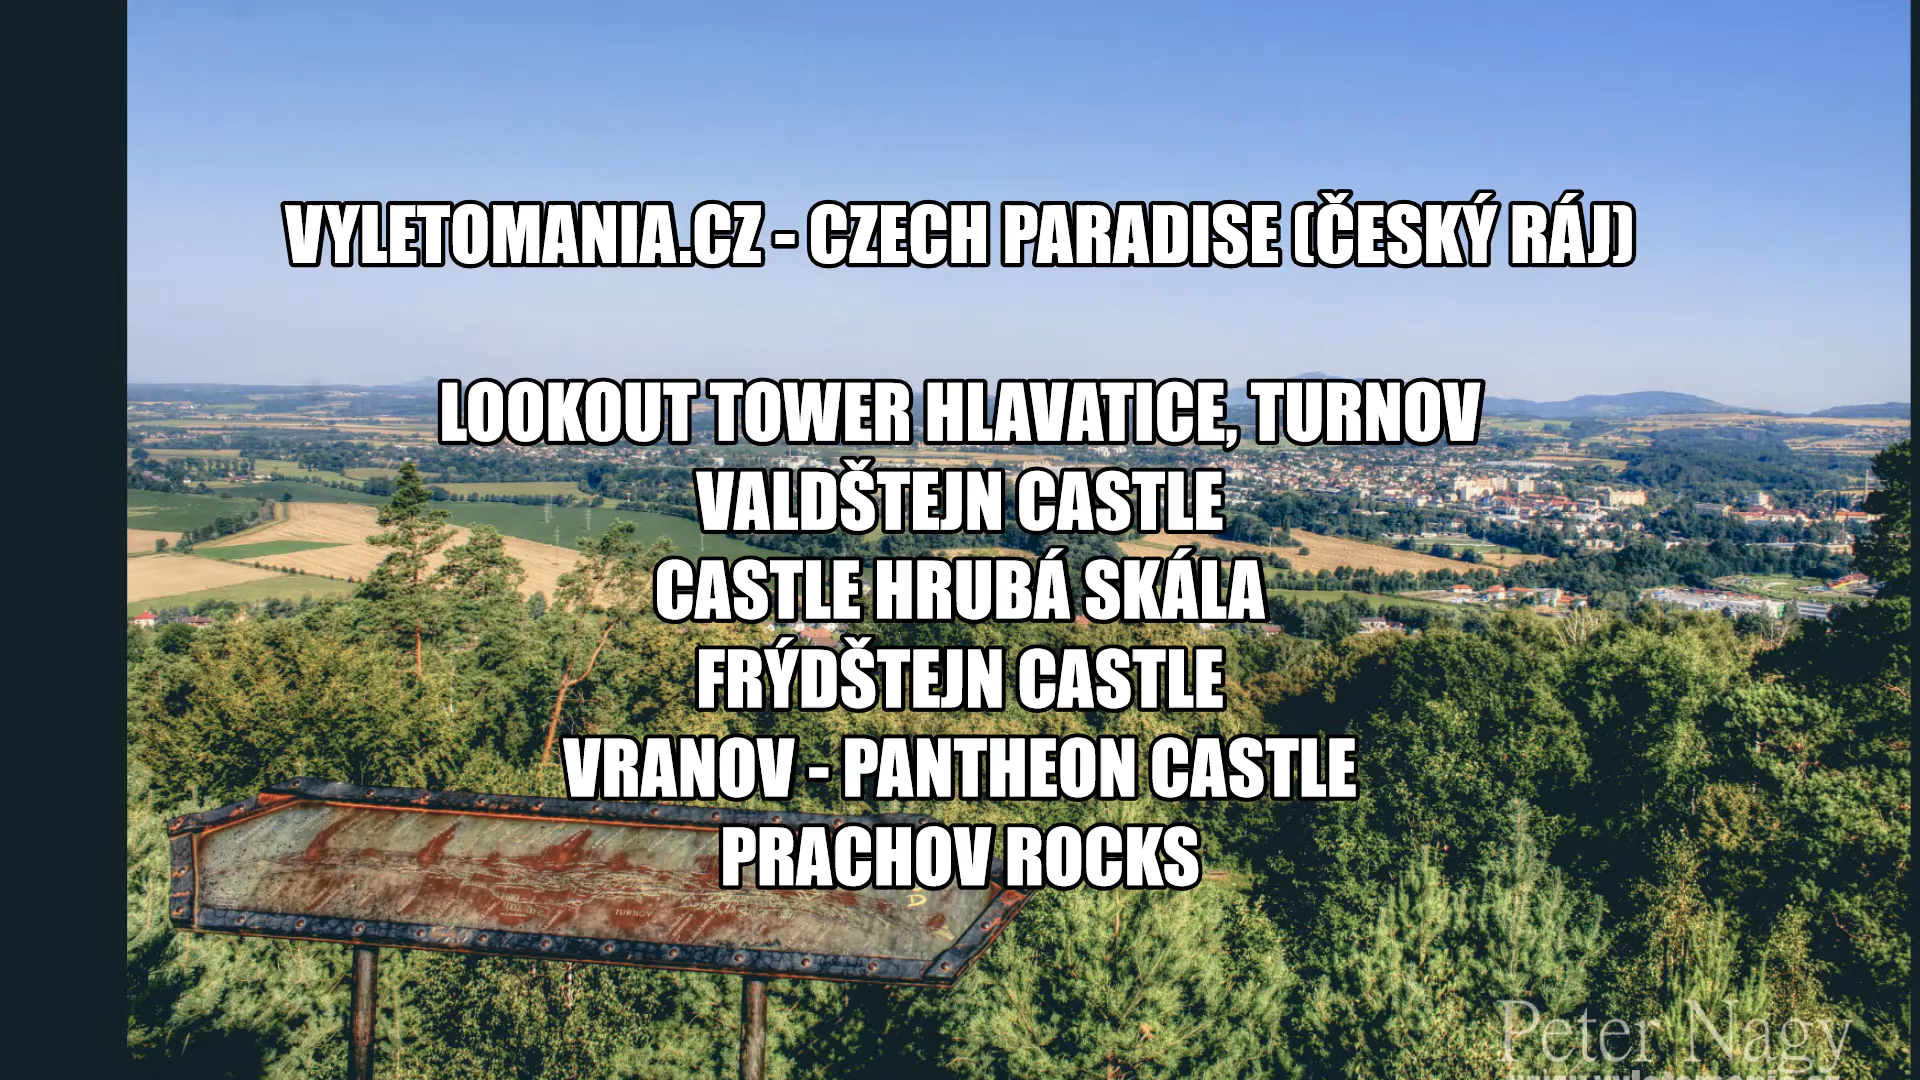 VYLETOMANIA.CZ - CZECH PARADISE (ČESKÝ RÁJ)
LOOKOUT TOWER HLAVATICE, TURNOV
VALDŠTEJN CASTLE
CASTLE HRUBÁ SKÁLA
FRÝDŠTEJN CASTLE
VRANOV - PANTHEON CASTLE
PRACHOV ROCKS
TURNOV
D
Peter Nagy